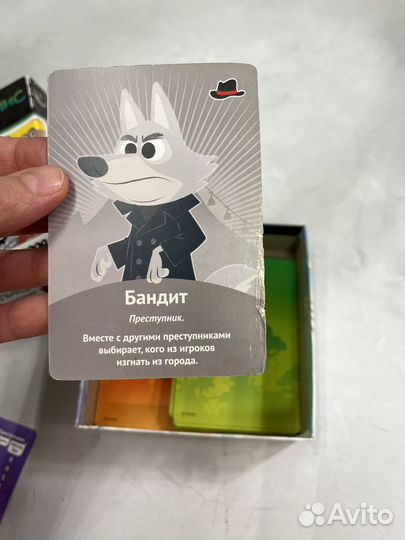 Бандит
Преступник.
Вместе с другими преступниками
выбирает, кого из игроков
изгнать из города.
Avito